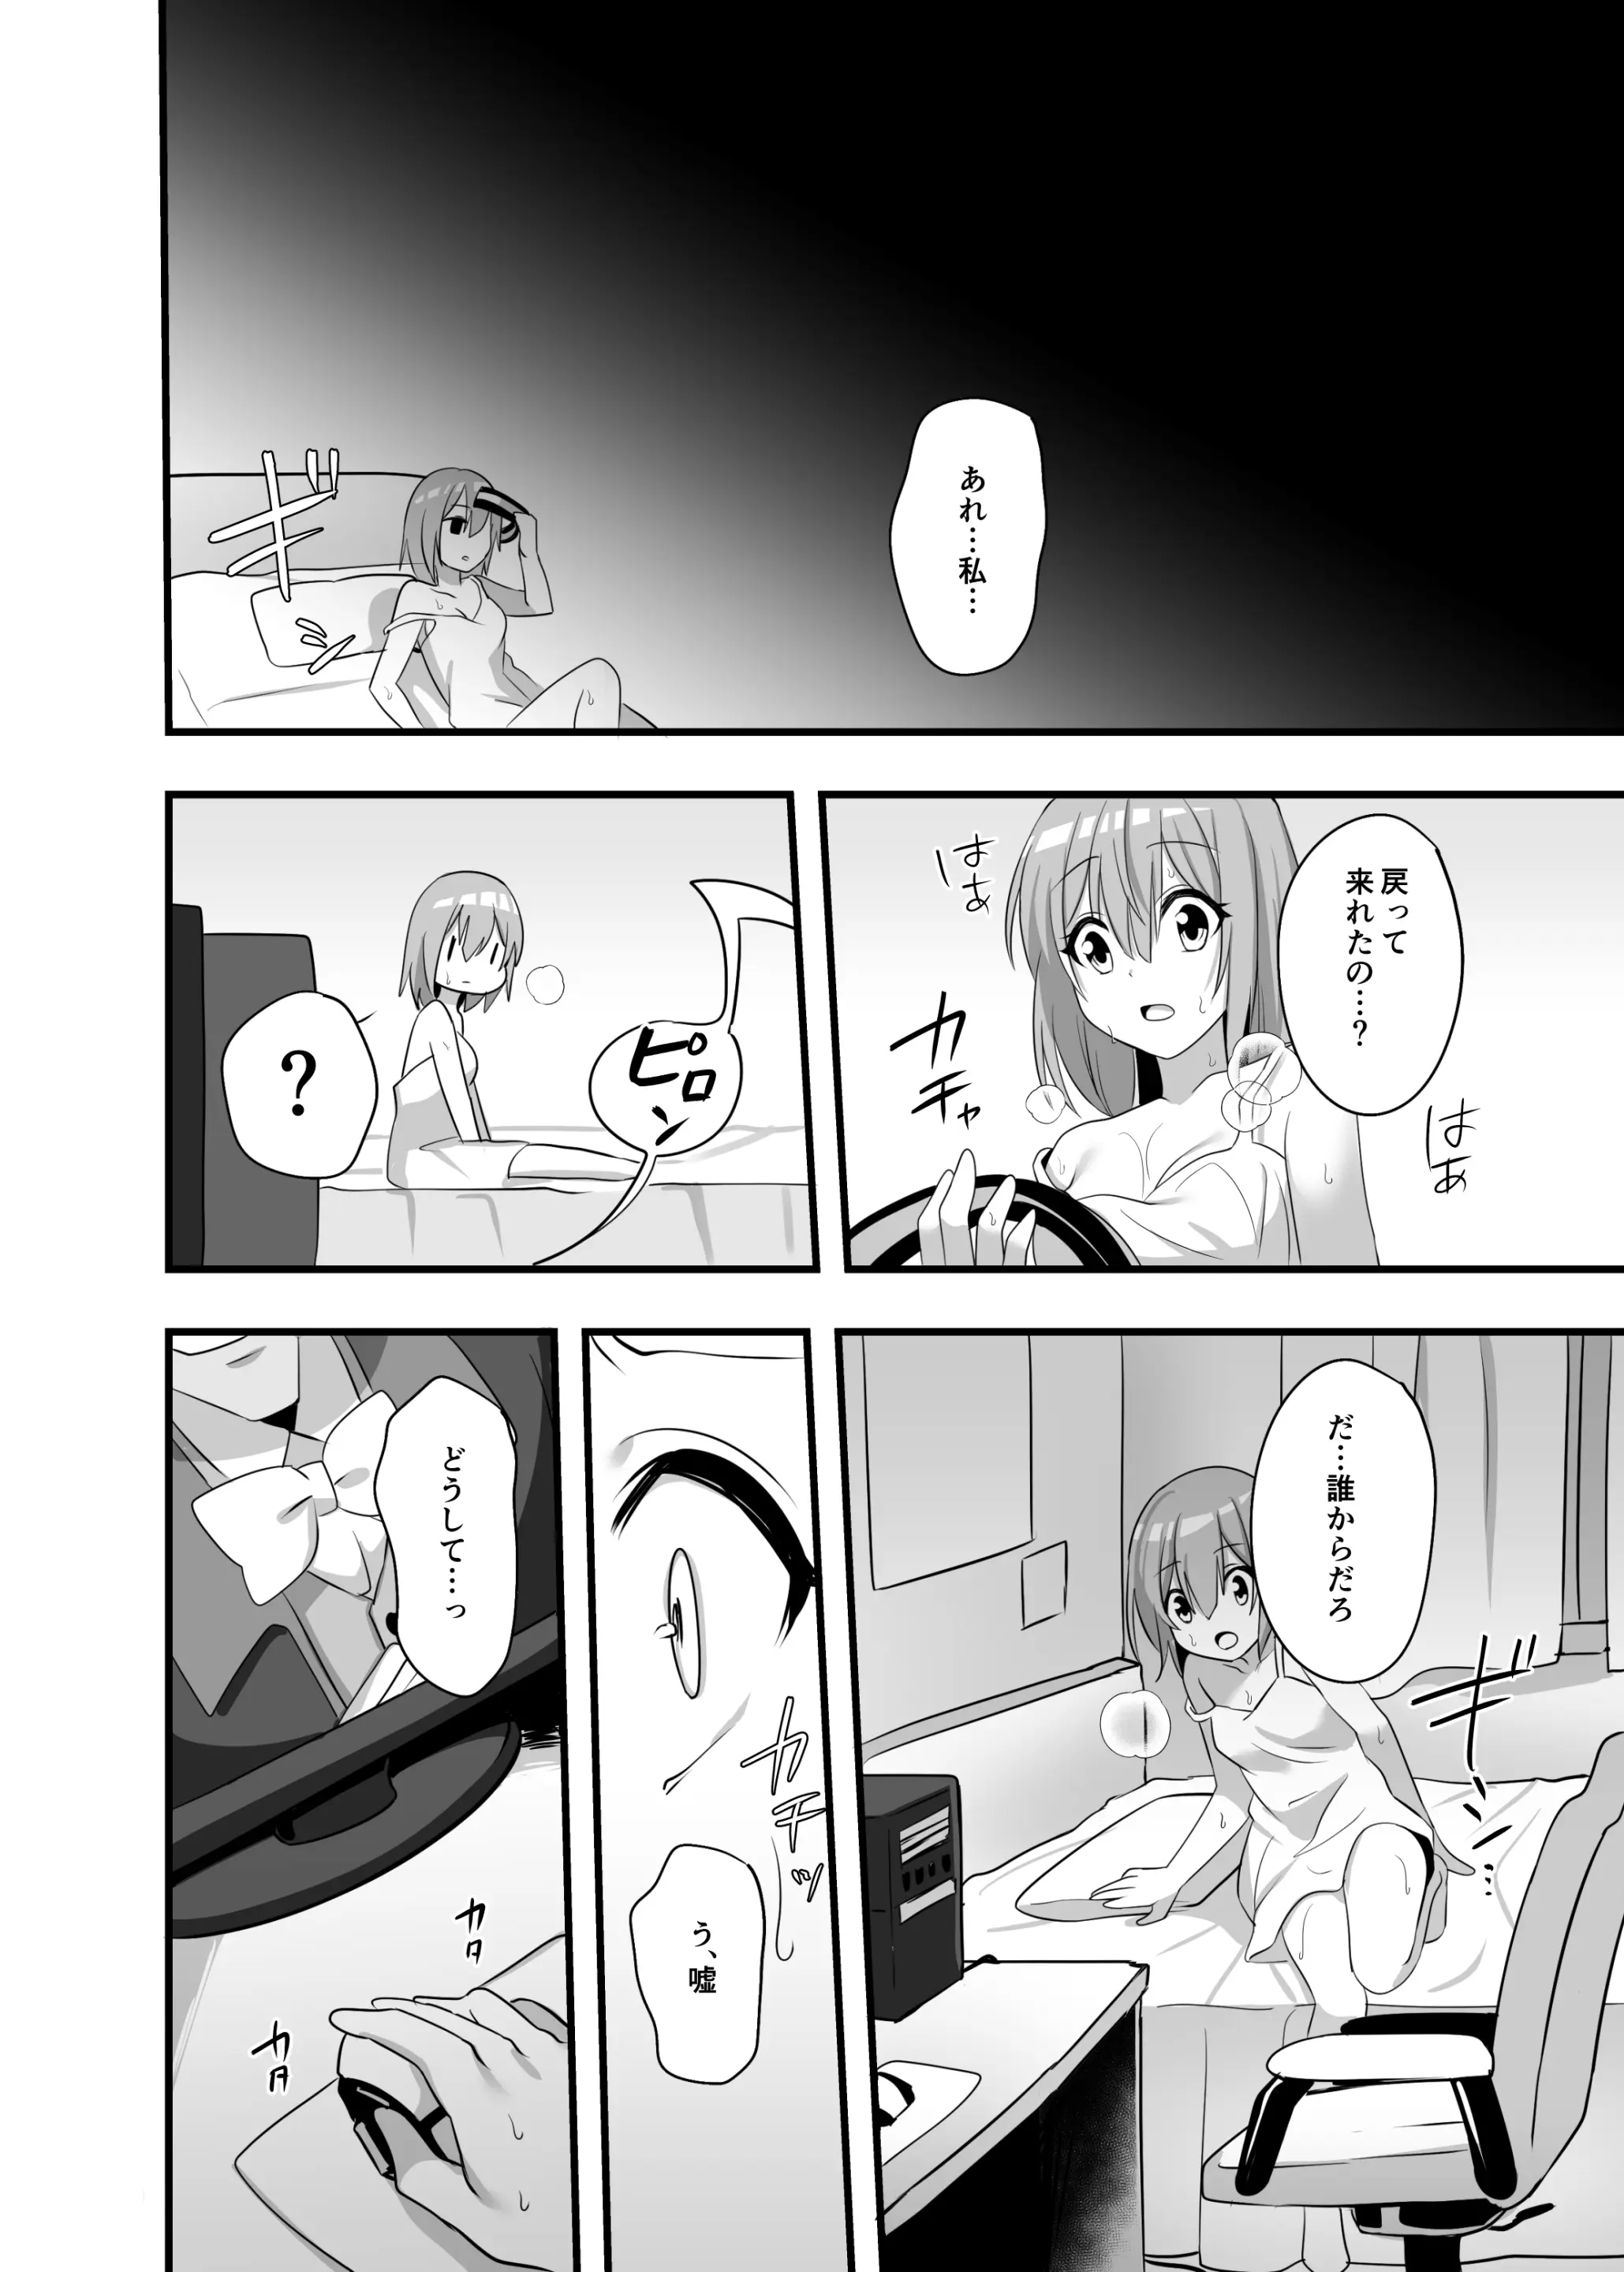 あれ…私…
ギ
シッ
戻って
来れたの…?
はぁ
はぁ
カチャ
ピロン
?
だ…誰からだろ
ギシ…
カチッ
う、嘘
どうして…っ
カタ
カタ